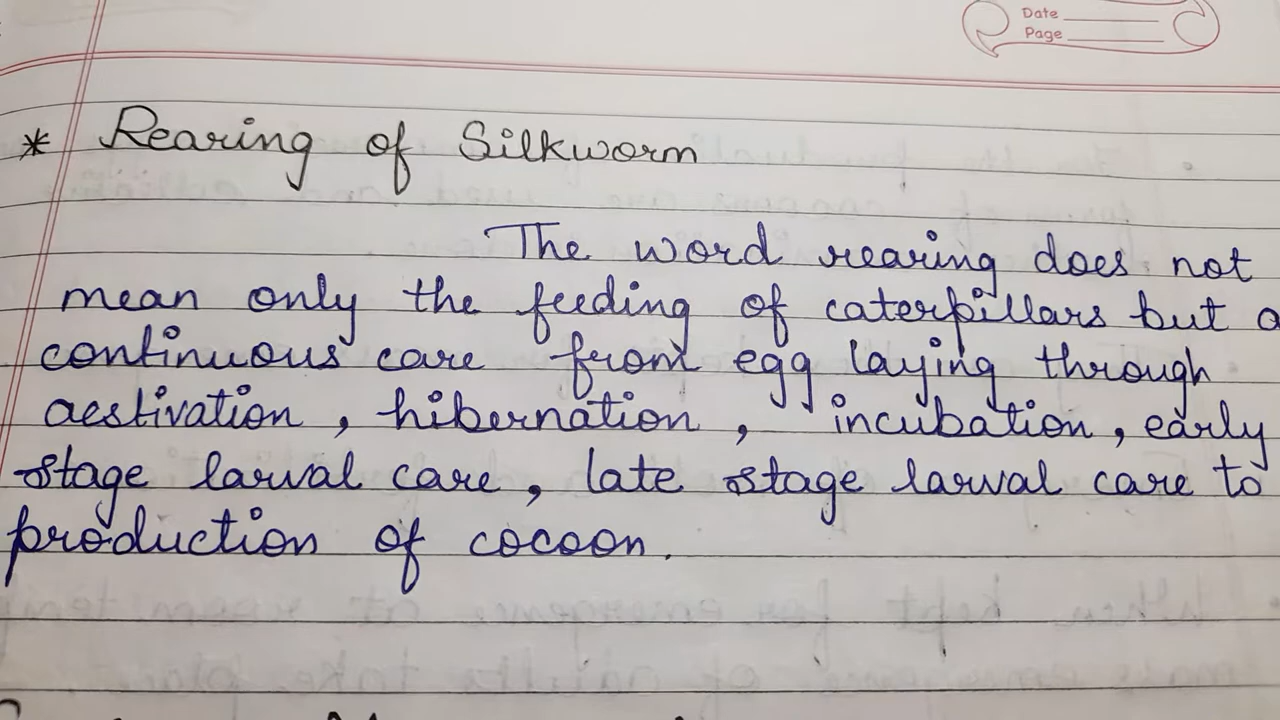 Date
Page
* Rearing of Silkworm
The word rearing does not
mean only the feeding of caterpillars but a
continuous care from egg laying through
aestivation, hibernation, incubation, early
stage larval care, late stage larval care to
production of cocoon.